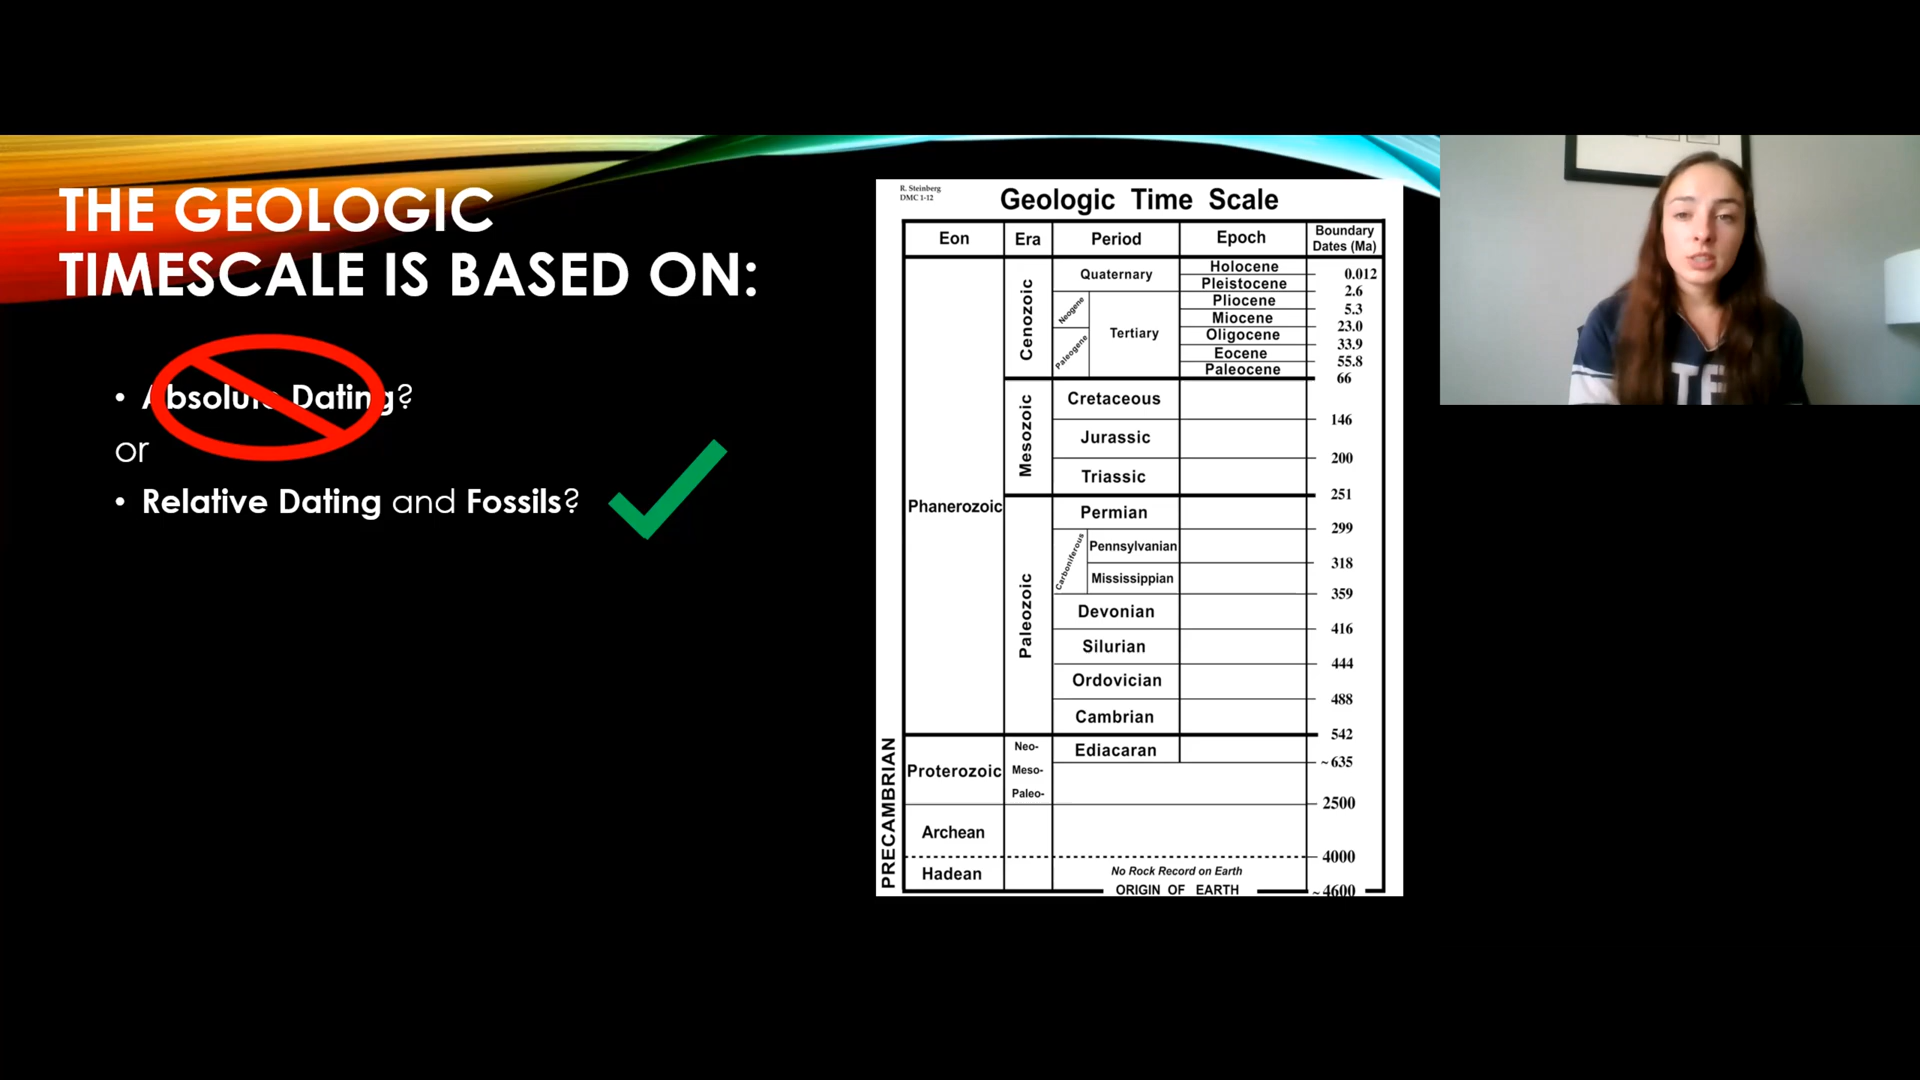 THE GEOLOGIC
TIMESCALE IS BASED ON:
• Absolute Dating?
or
• Relative Dating and Fossils?
R. Steinberg
DMC 1-12
Geologic Time Scale
Eon Era Period Epoch Boundary Dates (Ma)
Phanerozoic
Cenozoic
Quaternary
Neogene
Paleogene
Tertiary
Holocene
Pleistocene
Pliocene
Miocene
Oligocene
Eocene
Paleocene
0.012
2.6
5.3
23.0
33.9
55.8
66
Mesozoic
Cretaceous
146
Jurassic
200
Triassic
251
Paleozoic
Permian
299
Carboniferous
Pennsylvanian
318
Mississippian
359
Devonian
416
Silurian
444
Ordovician
488
Cambrian
542
PRECAMBRIAN
Proterozoic
Neo-
Meso-
Paleo-
Ediacaran
~635
2500
Archean
4000
Hadean
No Rock Record on Earth
ORIGIN OF EARTH
~4600